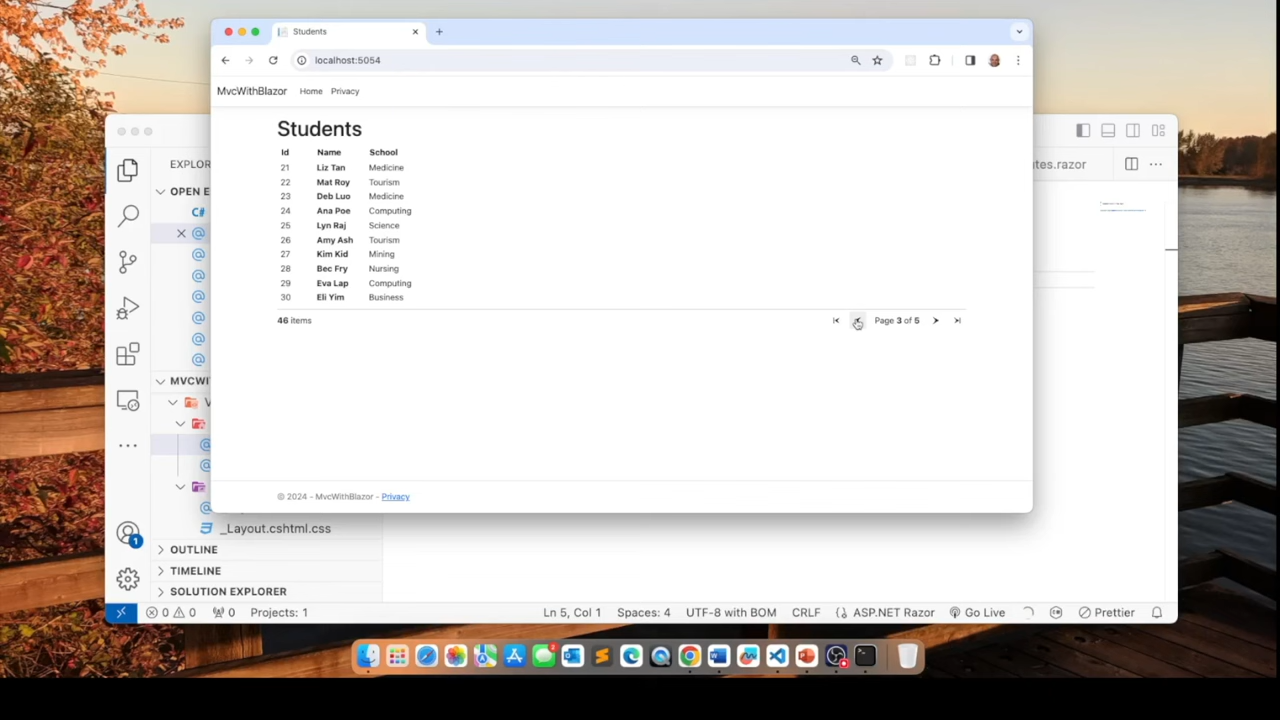 Students
localhost:5054
MvcWithBlazor Home Privacy
Students
Id Name School
21 Liz Tan Medicine
22 Mat Roy Tourism
23 Deb Luo Medicine
24 Ana Poe Computing
25 Lyn Raj Science
26 Amy Ash Tourism
27 Kim Kid Mining
28 Bec Fry Nursing
29 Eva Lap Computing
30 Eli Yim Business
46 items Page 3 of 5
© 2024 - MvcWithBlazor - Privacy
EXPLOR
OPEN E
C#
MVCWI
_Layout.cshtml.css
OUTLINE
TIMELINE
SOLUTION EXPLORER
tes.razor
1
0 0 0 Projects: 1 Ln 5, Col 1 Spaces: 4 UTF-8 with BOM CRLF ASP.NET Razor Go Live Prettier